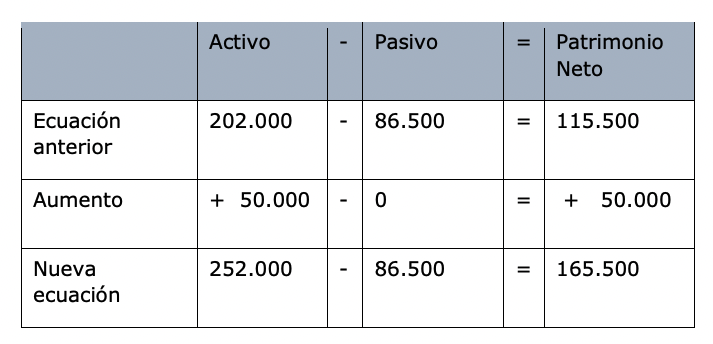 Activo - Pasivo = Patrimonio
Neto
Ecuación
anterior 202.000 - 86.500 = 115.500
Aumento + 50.000 - 0 = + 50.000
Nueva
ecuación 252.000 - 86.500 = 165.500